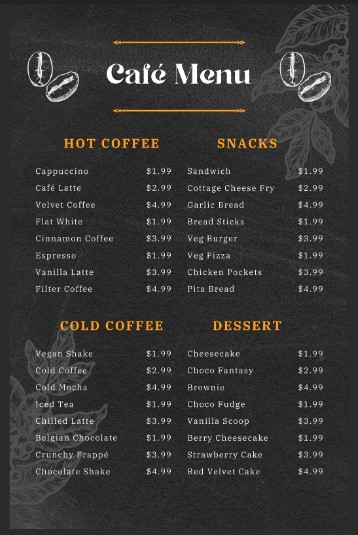 Café Menu
HOT COFFEE
Cappuccino $1.99
Café Latte $2.99
Velvet Coffee $4.99
Flat White $1.99
Cinnamon Coffee $3.99
Espresso $1.99
Vanilla Latte $3.99
Filter Coffee $4.99
SNACKS
Sandwich $1.99
Cottage Cheese Fry $2.99
Garlic Bread $4.99
Bread Sticks $1.99
Veg Burger $3.99
Veg Fizza $1.99
Chicken Pockets $3.99
Pita Bread $4.99
COLD COFFEE
Vegan Shake $1.99
Cold Coffee $2.99
Cold Mocha $4.99
Iced Tea $1.99
Chilled Latte $3.99
Belgian Chocolate $1.99
Crunchy Frappé $3.99
Chocolate Shake $4.99
DESSERT
Cheesecake $1.99
Choco Fantasy $2.99
Brownie $4.99
Choco Fudge $1.99
Vanilla Scoop $3.99
Berry Cheesecake $1.99
Strawberry Cake $3.99
Red Velvet Cake $4.99